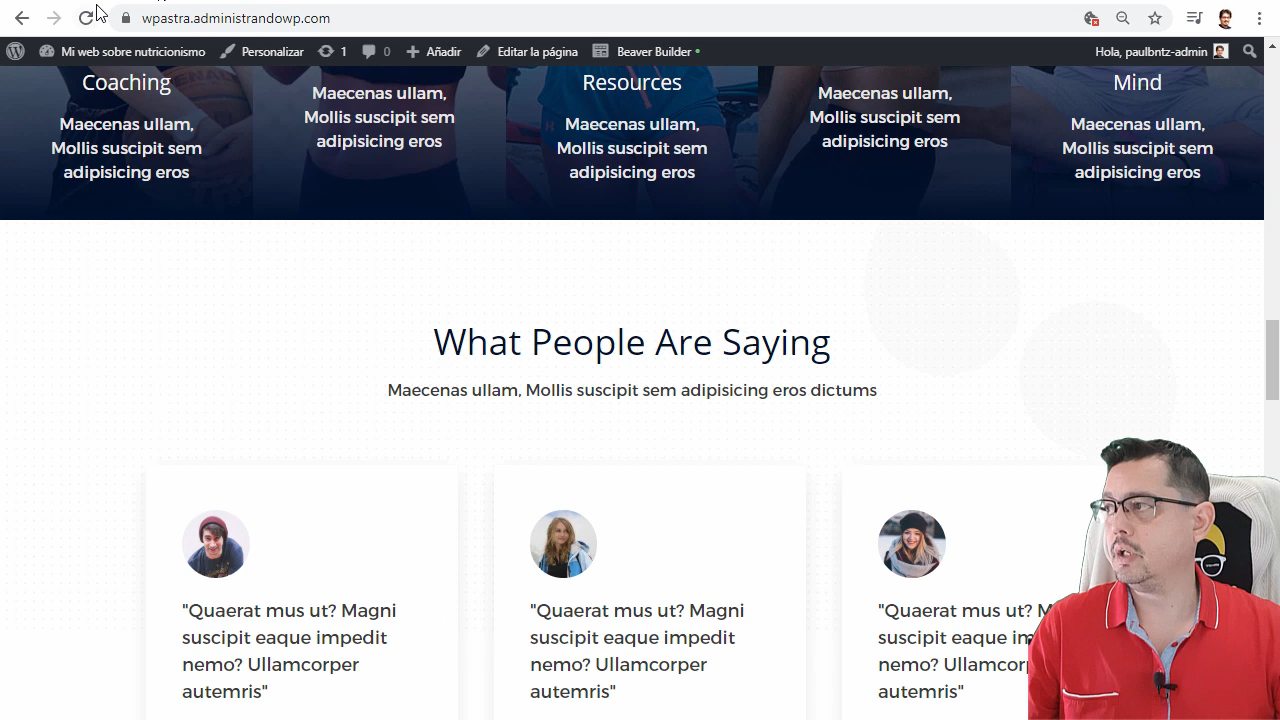 wpastra.administrandowp.com
Mi web sobre nutricionismo Personalizar 1 0 Añadir Editar la página Beaver Builder Hola, paulbntz-admin
Coaching Resources Mind
Maecenas ullam,
Mollis suscipit sem
adipisicing eros
Maecenas ullam,
Mollis suscipit sem
adipisicing eros
Maecenas ullam,
Mollis suscipit sem
adipisicing eros
Maecenas ullam,
Mollis suscipit sem
adipisicing eros
Maecenas ullam,
Mollis suscipit sem
adipisicing eros
What People Are Saying
Maecenas ullam, Mollis suscipit sem adipisicing eros dictums
"Quaerat mus ut? Magni
suscipit eaque impedit
nemo? Ullamcorper
autemris"
"Quaerat mus ut? Magni
suscipit eaque impedit
nemo? Ullamcorper
autemris"
"Quaerat mus ut? M
suscipit eaque im
nemo? Ullamcorp
autemris"